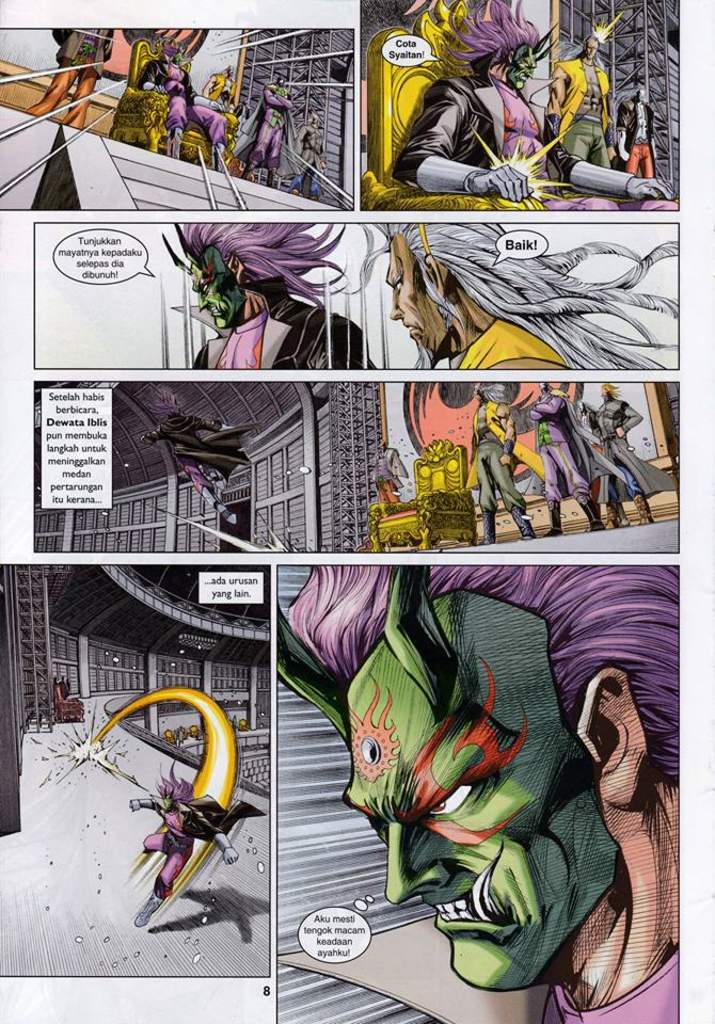 Cota
Syaitan!
Tunjukkan
mayatnya kepadaku
selepas dia
dibunuh!
Baik!
Setelah habis
berbicara,
Dewata Iblis
pun membuka
langkah untuk
meninggalkan
medan
pertarungan
itu kerana...
...ada urusan
yang lain.
Aku mesti
tengok macam
keadaan
ayahku!
8